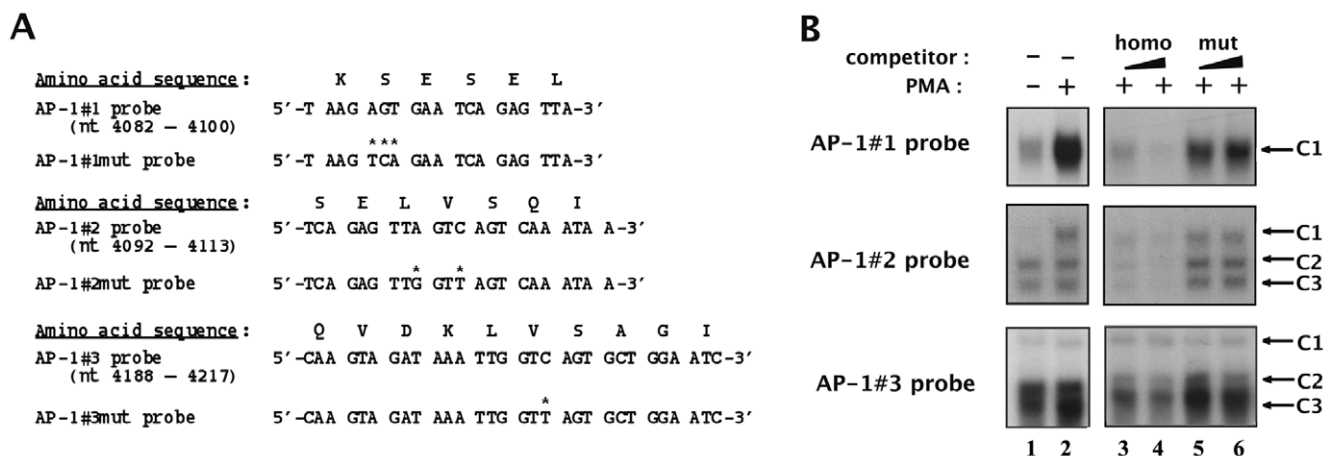 A
Amino acid sequence: K S E S E L
AP-1#1 probe 5′-T AAG AGT GAA TCA GAG TTA-3′
(nt 4082 – 4100)
***
AP-1#1mut probe 5′-T AAG TCA GAA TCA GAG TTA-3′
Amino acid sequence: S E L V S Q I
AP-1#2 probe 5′-TCA GAG TTA GTC AGT CAA ATA A-3′
(nt 4092 – 4113)
* *
AP-1#2mut probe 5′-TCA GAG TTG GTT AGT CAA ATA A-3′
Amino acid sequence: Q V D K L V S A G I
AP-1#3 probe 5′-CAA GTA GAT AAA TTG GTC AGT GCT GGA ATC-3′
(nt 4188 – 4217)
*
AP-1#3mut probe 5′-CAA GTA GAT AAA TTG GTT AGT GCT GGA ATC-3′
B
homo mut
competitor : – –
PMA : – + + + + +
AP-1#1 probe C1
AP-1#2 probe C1
C2
C3
AP-1#3 probe C1
C2
C3
1 2 3 4 5 6